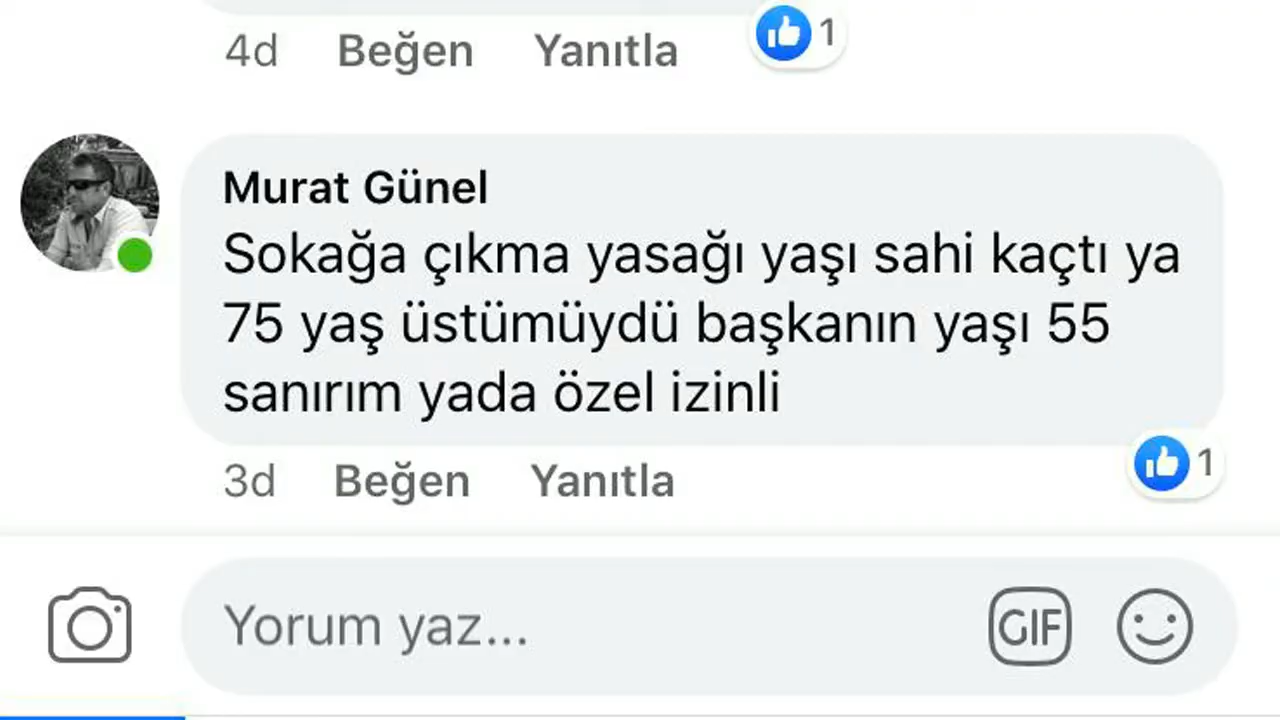 4d Beğen Yanıtla 1
Murat Günel
Sokağa çıkma yasağı yaşı sahi kaçtı ya
75 yaş üstümüydü başkanın yaşı 55
sanırım yada özel izinli
3d Beğen Yanıtla 1
Yorum yaz... GIF